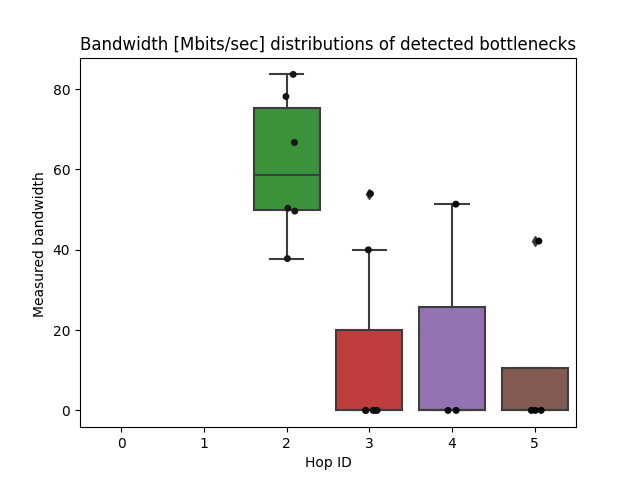 Bandwidth [Mbits/sec] distributions of detected bottlenecks
Measured bandwidth
80
60
40
20
0
0 1 2 3 4 5
Hop ID